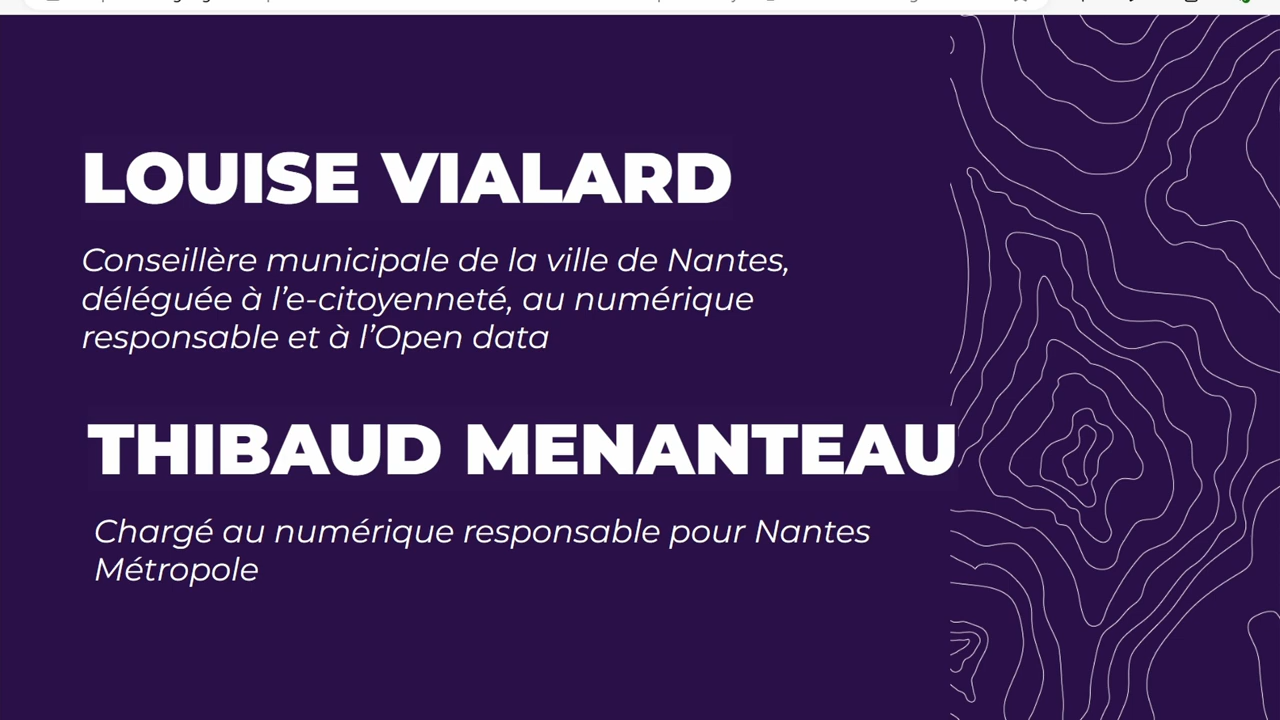 LOUISE VIALARD
Conseillère municipale de la ville de Nantes,
déléguée à l’e-citoyenneté, au numérique
responsable et à l’Open data
THIBAUD MENANTEAU
Chargé au numérique responsable pour Nantes
Métropole